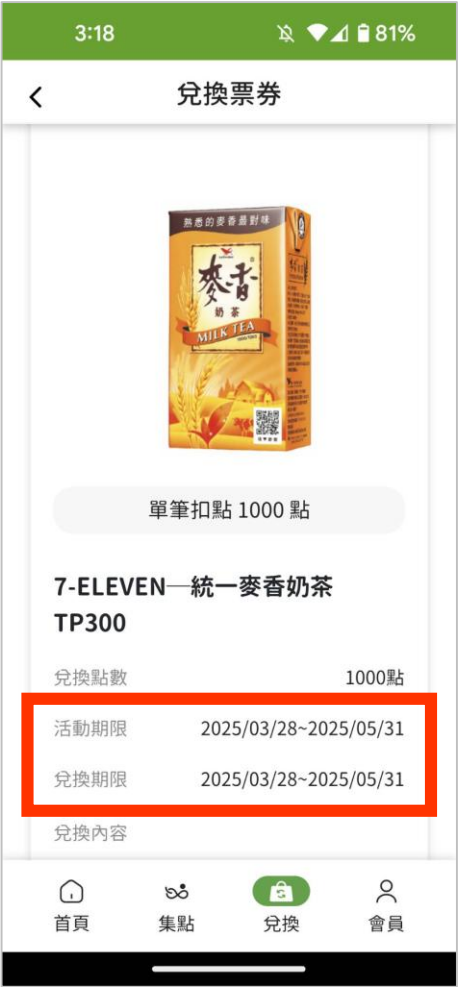 3:18
81%
兌換票券
熟悉的麥香最對味
麥香
奶茶
MILK TEA
單筆扣點 1000 點
7-ELEVEN—統一麥香奶茶
TP300
兌換點數 1000點
活動期限 2025/03/28~2025/05/31
兌換期限 2025/03/28~2025/05/31
兌換內容
首頁 集點 兌換 會員